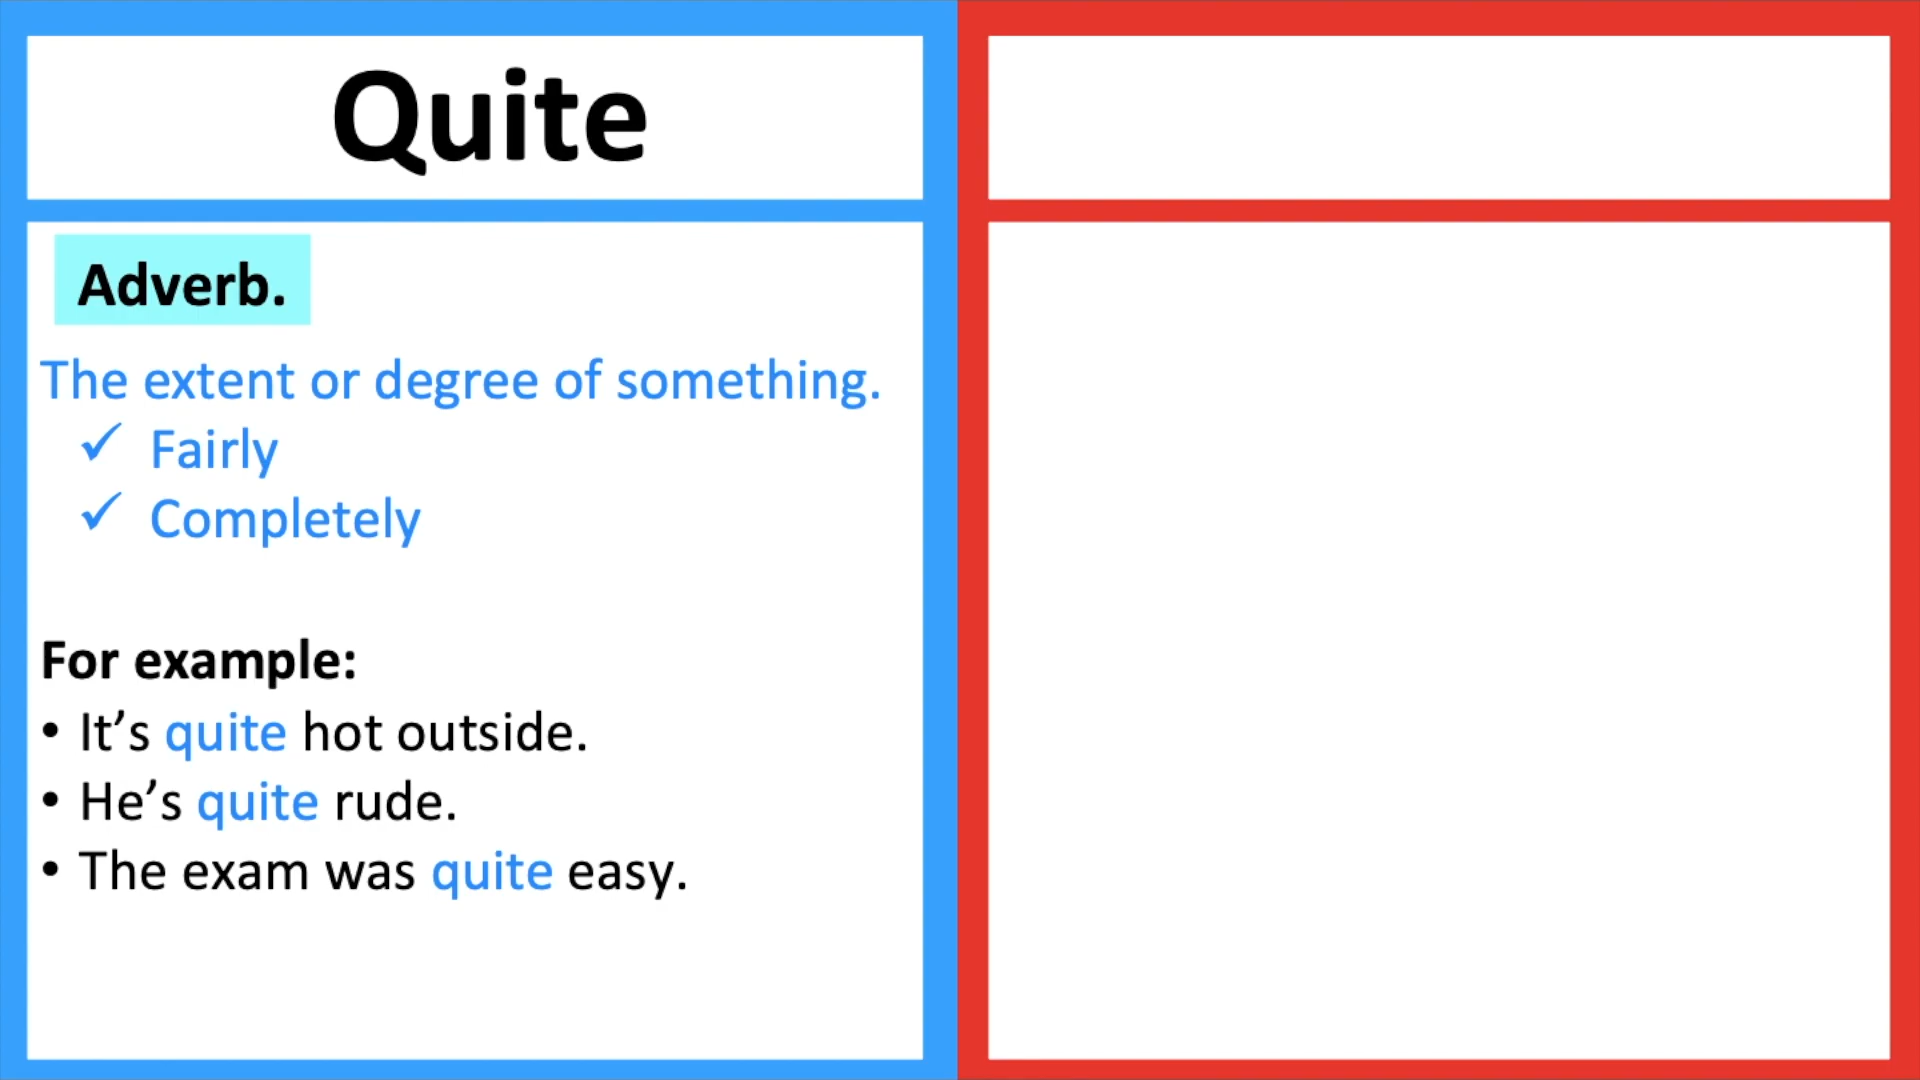 Quite
Adverb.
The extent or degree of something.
✓ Fairly
✓ Completely
For example:
• It’s quite hot outside.
• He’s quite rude.
• The exam was quite easy.